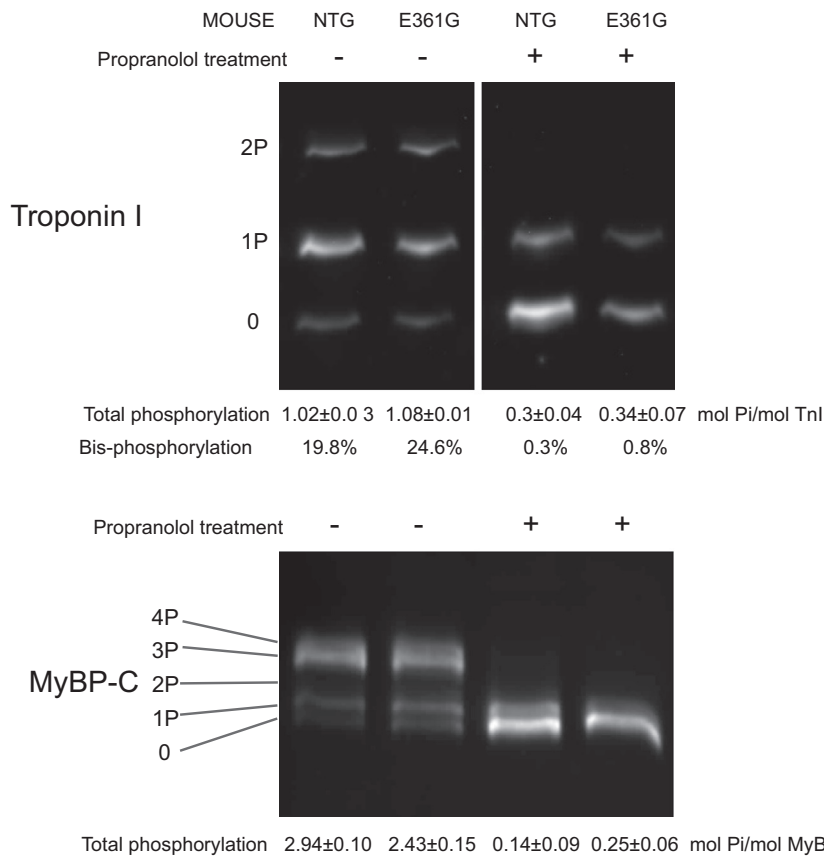 MOUSE NTG E361G NTG E361G
Propranolol treatment - - + +
2P
Troponin I
1P
0
Total phosphorylation 1.02±0.0 3 1.08±0.01 0.3±0.04 0.34±0.07 mol Pi/mol TnI
Bis-phosphorylation 19.8% 24.6% 0.3% 0.8%
Propranolol treatment - - + +
4P
3P
MyBP-C 2P
1P
0
Total phosphorylation 2.94±0.10 2.43±0.15 0.14±0.09 0.25±0.06 mol Pi/mol MyB